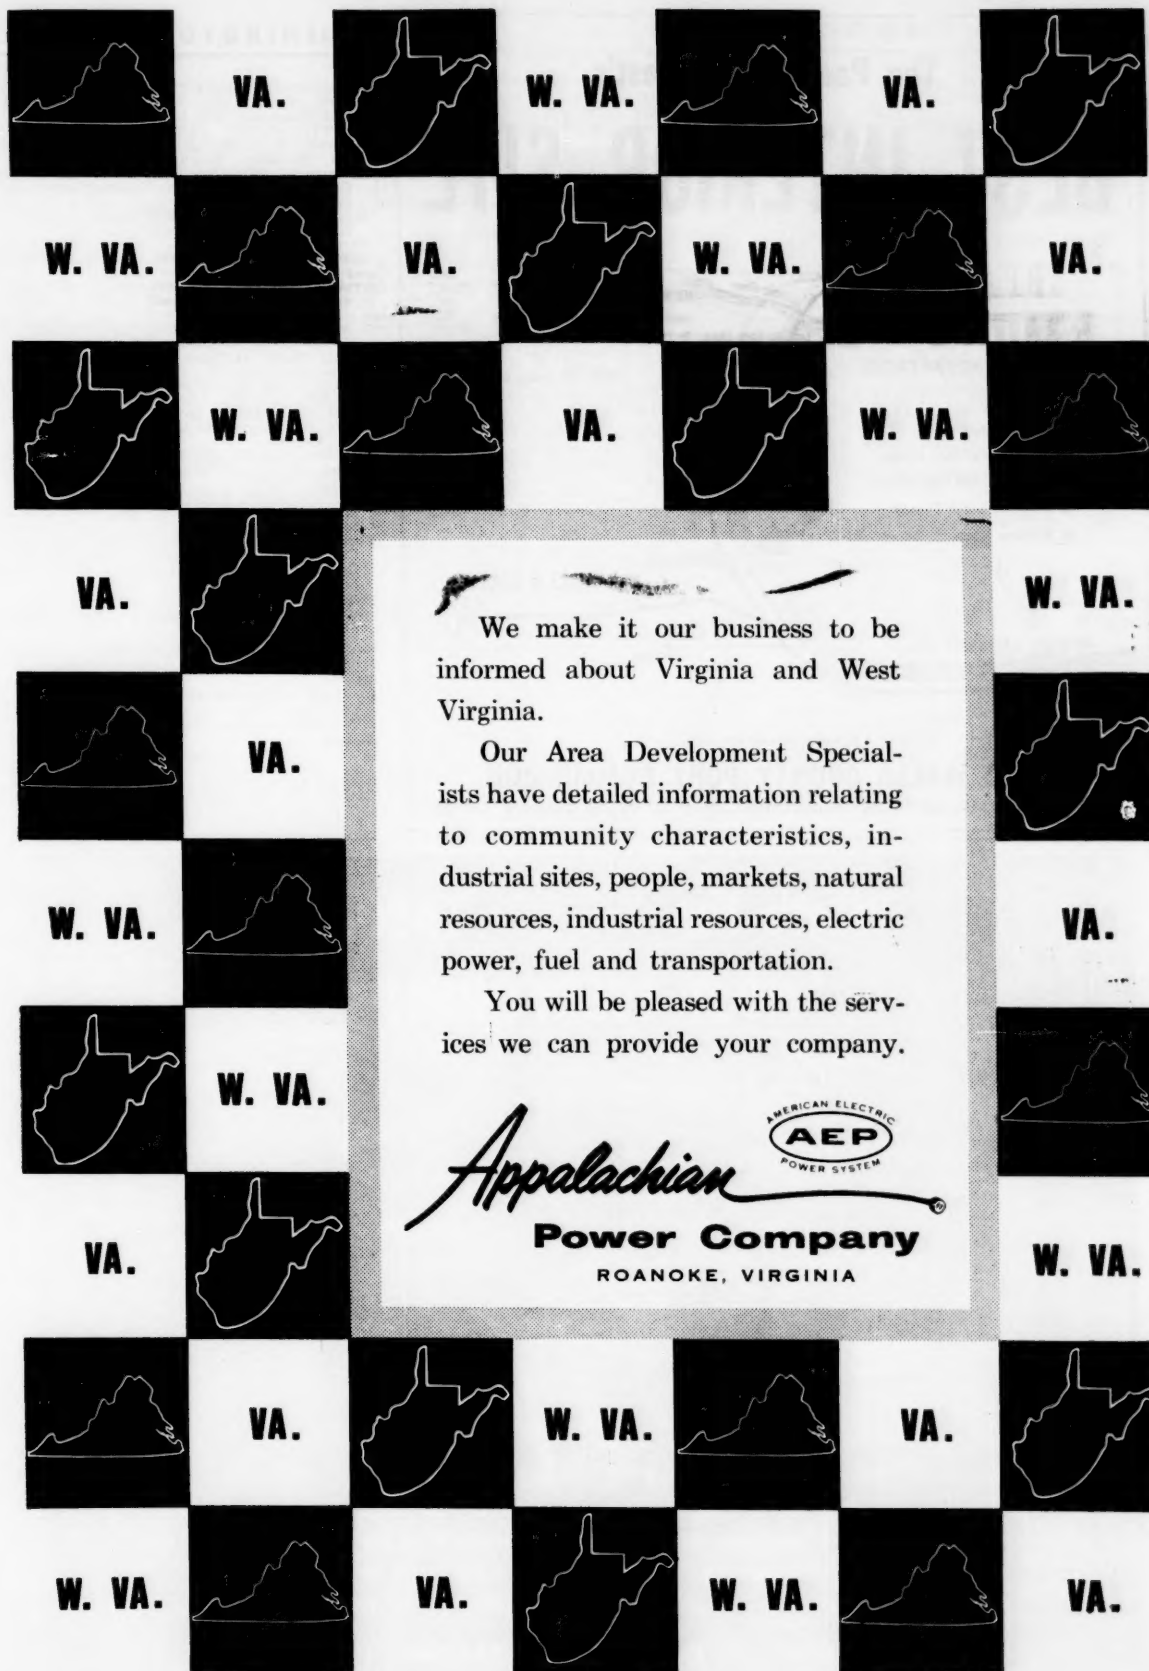 VA. W. VA. VA.
W. VA. VA. W. VA. VA.
W. VA. VA. W. VA.
VA. W. VA.
We make it our business to be
informed about Virginia and West
Virginia.
Our Area Development Special-
ists have detailed information relating
to community characteristics, in-
dustrial sites, people, markets, natural
resources, industrial resources, electric
power, fuel and transportation.
You will be pleased with the serv-
ices we can provide your company.
VA.
W. VA. VA.
W. VA.
AMERICAN ELECTRIC
AEP
POWER SYSTEM
Appalachian
Power Company
ROANOKE, VIRGINIA
VA. W. VA.
VA. W. VA. VA.
W. VA. VA. W. VA. VA.